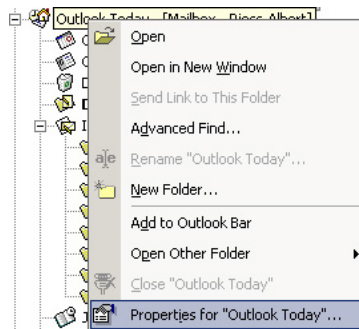 Outlook Today - [Mailbox - Diess Albert]
Open
Open in New Window
Send Link to This Folder
Advanced Find...
Rename "Outlook Today"...
New Folder...
Add to Outlook Bar
Open Other Folder
Close "Outlook Today"
Properties for "Outlook Today"...